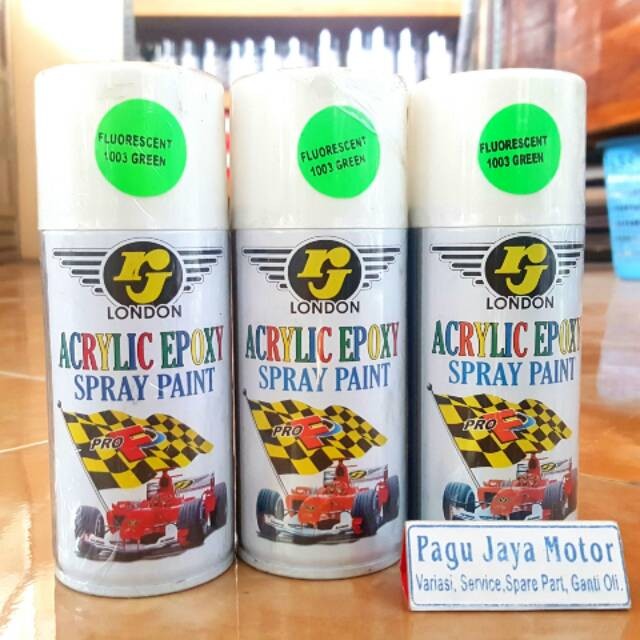 FLUORESCENT
1003 GREEN
rJ
LONDON
ACRYLIC EPOXY
SPRAY PAINT
PRO F
FLUORESCENT
1003 GREEN
rJ
LONDON
ACRYLIC EPOXY
SPRAY PAINT
PRO F
FLUORESCENT
1003 GREEN
rJ
LONDON
ACRYLIC EPOXY
SPRAY PAINT
PRO F
Pagu Jaya Motor
Variasi, Service,Spare Part, Ganti Oli.